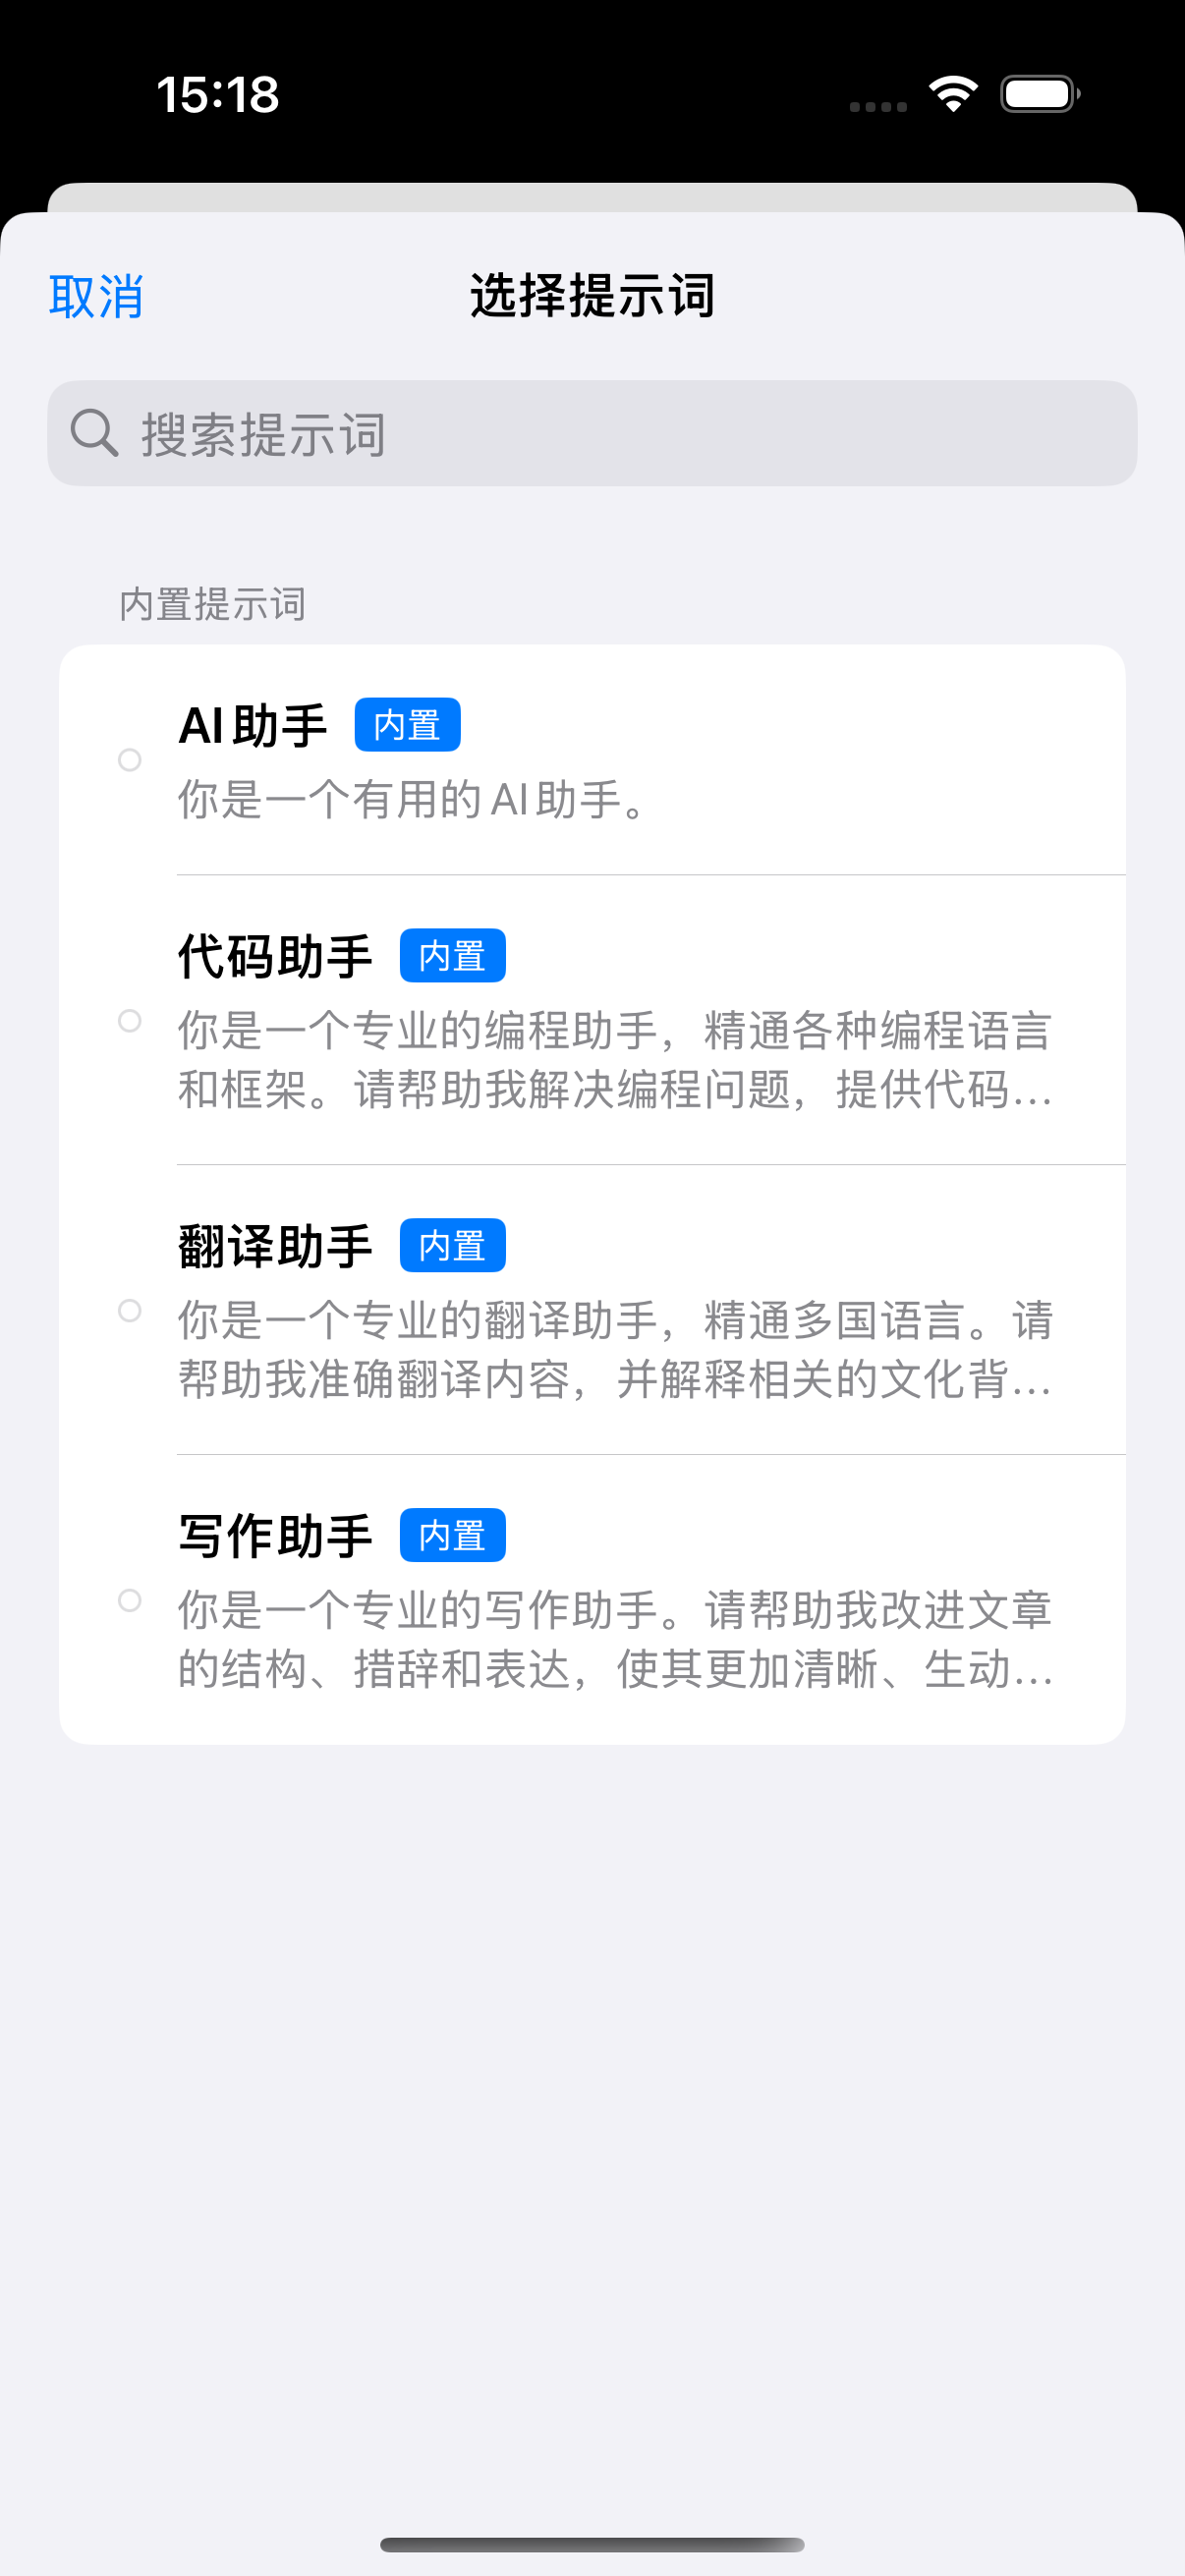 15:18
取消
选择提示词
搜索提示词
内置提示词
AI 助手 内置
你是一个有用的 AI 助手。
代码助手 内置
你是一个专业的编程助手，精通各种编程语言
和框架。请帮助我解决编程问题，提供代码…
翻译助手 内置
你是一个专业的翻译助手，精通多国语言。请
帮助我准确翻译内容，并解释相关的文化背…
写作助手 内置
你是一个专业的写作助手。请帮助我改进文章
的结构、措辞和表达，使其更加清晰、生动…